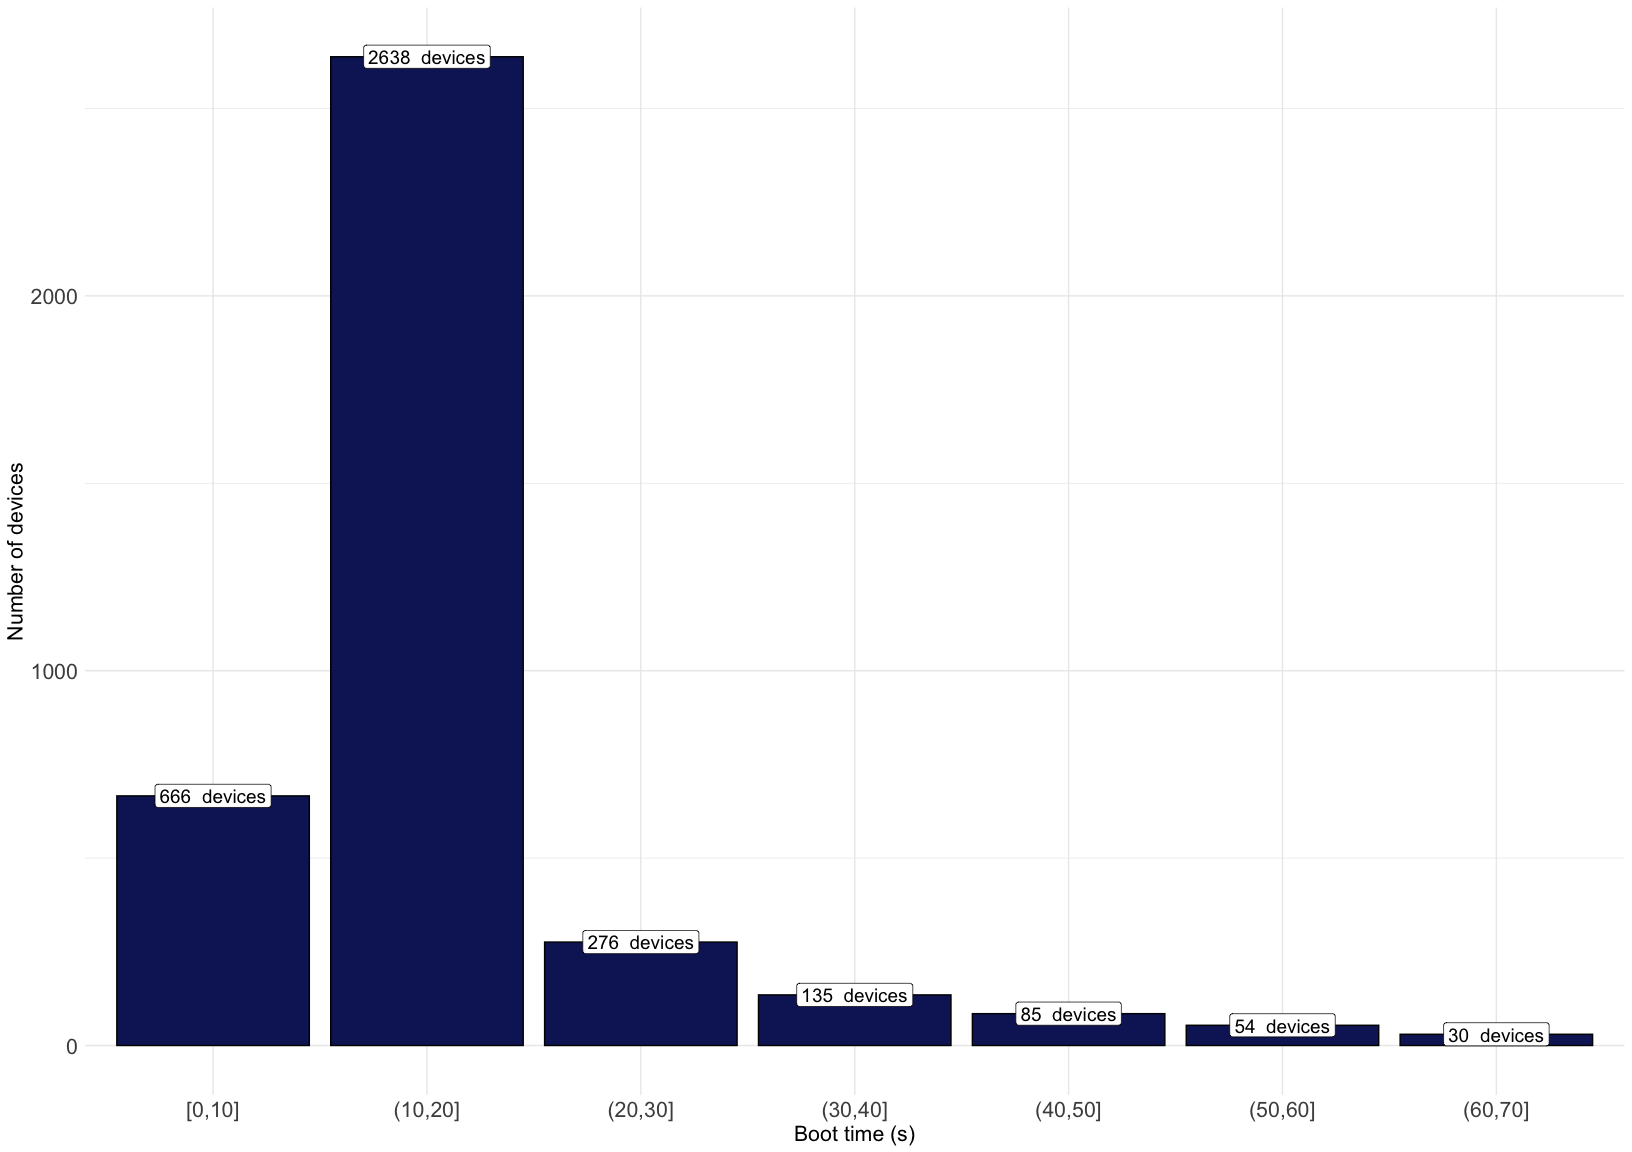 2638 devices
2000
Number of devices
1000
666 devices
276 devices
135 devices
85 devices
54 devices
30 devices
0
[0,10]
(10,20]
(20,30]
(30,40]
(40,50]
(50,60]
(60,70]
Boot time (s)